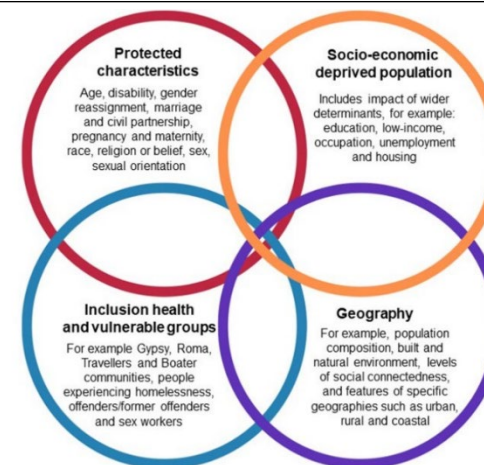 Protected
characteristics
Age, disability, gender
reassignment, marriage
and civil partnership,
pregnancy and maternity,
race, religion or belief, sex,
sexual orientation
Socio-economic
deprived population
Includes impact of wider
determinants, for example:
education, low-income,
occupation, unemployment
and housing
Inclusion health
and vulnerable groups
For example Gypsy, Roma,
Travellers and Boater
communities, people
experiencing homelessness,
offenders/former offenders
and sex workers
Geography
For example, population
composition, built and
natural environment, levels
of social connectedness,
and features of specific
geographies such as urban,
rural and coastal